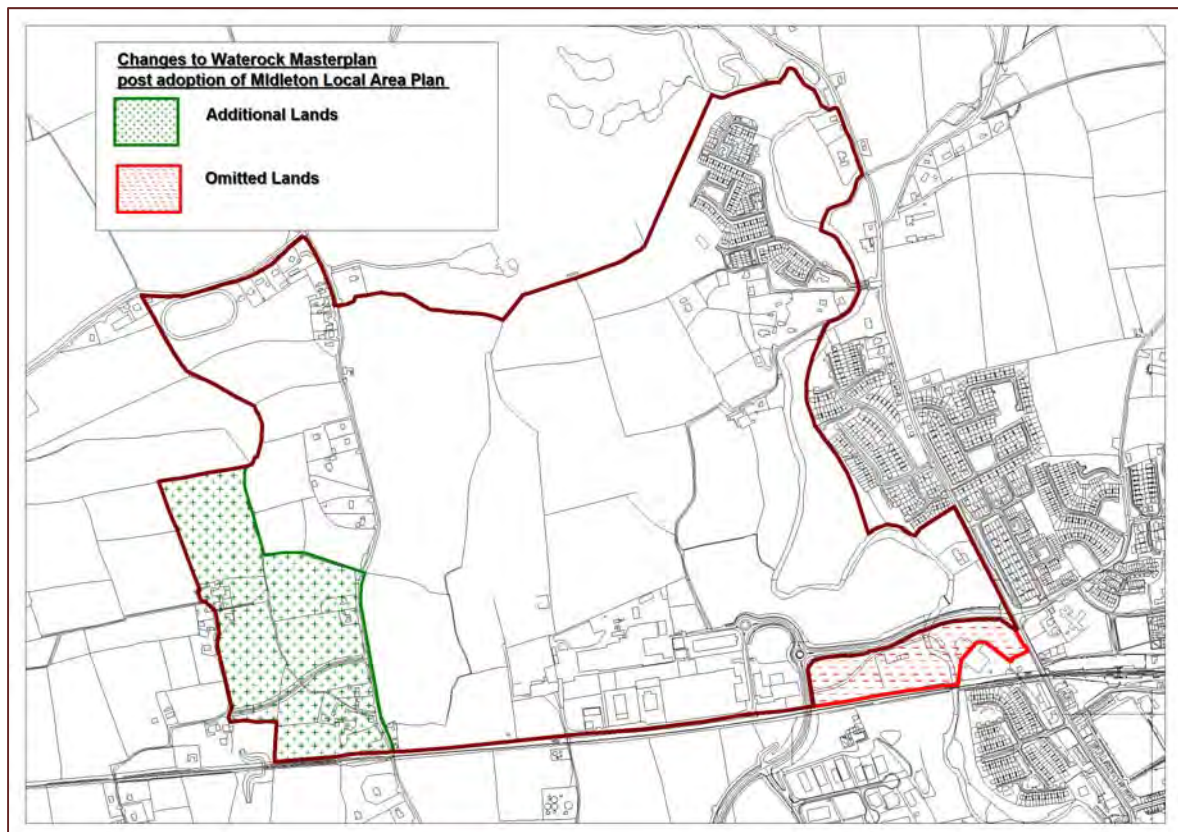 Changes to Waterock Masterplan
post adoption of MIdleton Local Area Plan
Additional Lands
Omitted Lands